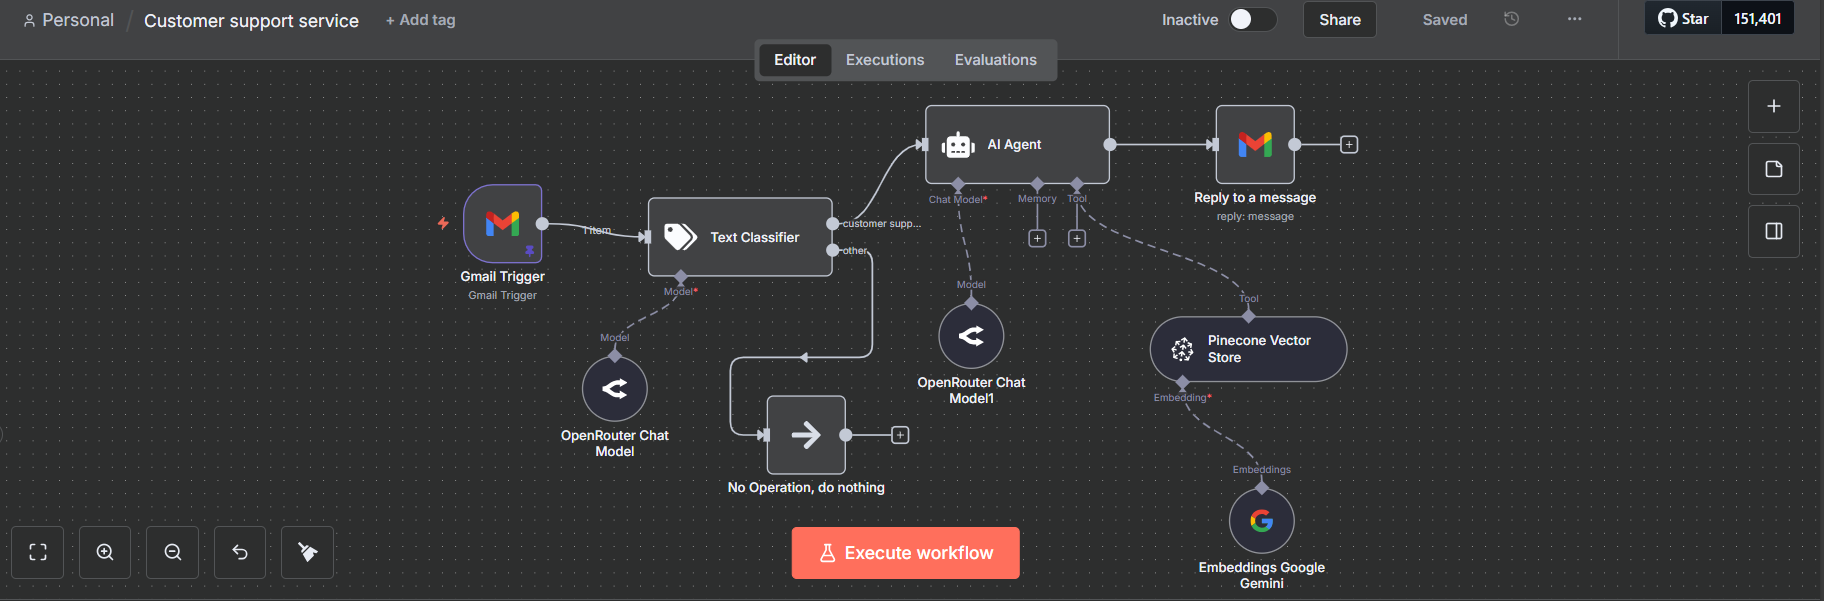 Personal / Customer support service + Add tag
Inactive Share Saved ... Star 151,401
Editor Executions Evaluations
AI Agent
Chat Model* Memory Tool
Reply to a message
reply: message
1 item
Gmail Trigger
Gmail Trigger
Text Classifier
customer supp...
other
Model*
Model
OpenRouter Chat
Model
Model
OpenRouter Chat
Model1
Tool
Pinecone Vector
Store
Embedding*
No Operation, do nothing
Embeddings
Embeddings Google
Gemini
Execute workflow